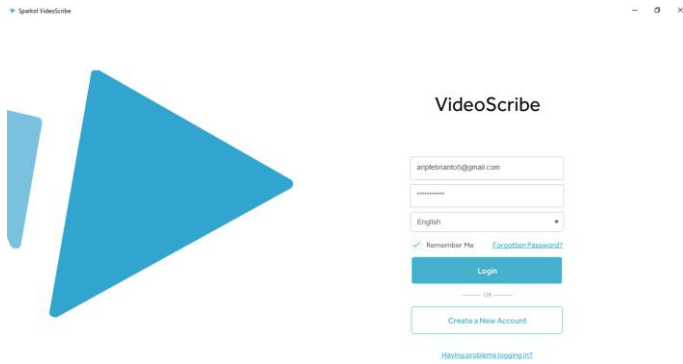 Sparkol VideoScribe
VideoScribe
aripfebrianto5@gmail.com
***********
English
Remember Me Forgotten Password?
Login
OR
Create a New Account
Having problems logging in?